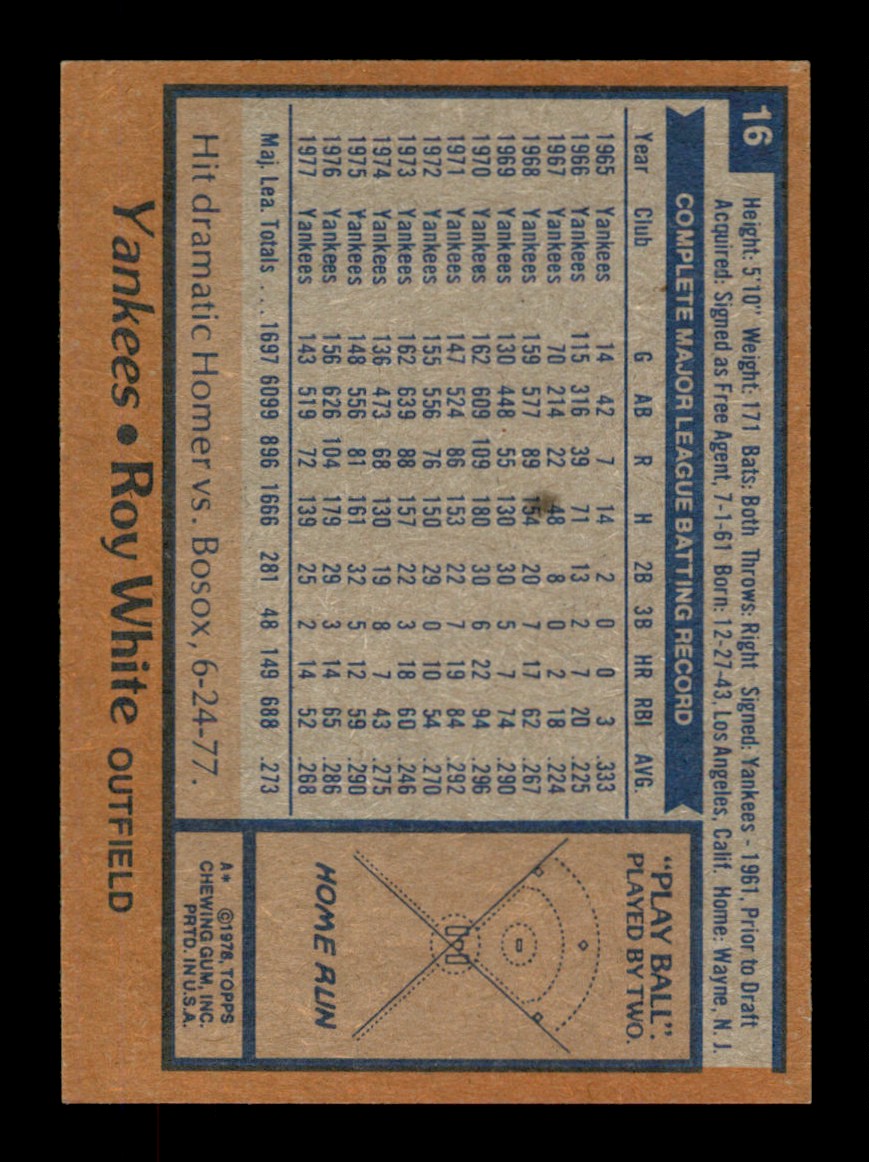 16
Height: 5'10" Weight: 171 Bats: Both Throws: Right Signed: Yankees - 1961, Prior to Draft
Acquired: Signed as Free Agent, 7-1-61 Born: 12-27-43, Los Angeles, Calif. Home: Wayne, N. J.
COMPLETE MAJOR LEAGUE BATTING RECORD
Year Club G AB R H 2B 3B HR RBI AVG.
1965 Yankees 14 42 7 14 2 0 0 3 .333
1966 Yankees 115 316 39 71 13 2 7 20 .225
1967 Yankees 70 214 22 48 8 0 2 18 .224
1968 Yankees 159 577 89 154 20 7 17 62 .267
1969 Yankees 130 448 55 130 30 5 7 74 .290
1970 Yankees 162 609 109 180 30 6 22 94 .296
1971 Yankees 147 524 86 153 22 7 19 84 .292
1972 Yankees 155 556 76 150 29 0 10 54 .270
1973 Yankees 162 639 88 157 22 3 18 60 .246
1974 Yankees 136 473 68 130 19 8 7 43 .275
1975 Yankees 148 556 81 161 32 5 12 59 .290
1976 Yankees 156 626 104 179 29 3 14 65 .286
1977 Yankees 143 519 72 139 25 2 14 52 .268
Maj. Lea. Totals ... 1697 6099 896 1666 281 48 149 688 .273
Hit dramatic Homer vs. Bosox, 6-24-77.
"PLAY BALL".
PLAYED BY TWO.
HOME RUN
A* ©1978, TOPPS
CHEWING GUM, INC.
PRTD. IN U.S.A.
Yankees • Roy White OUTFIELD